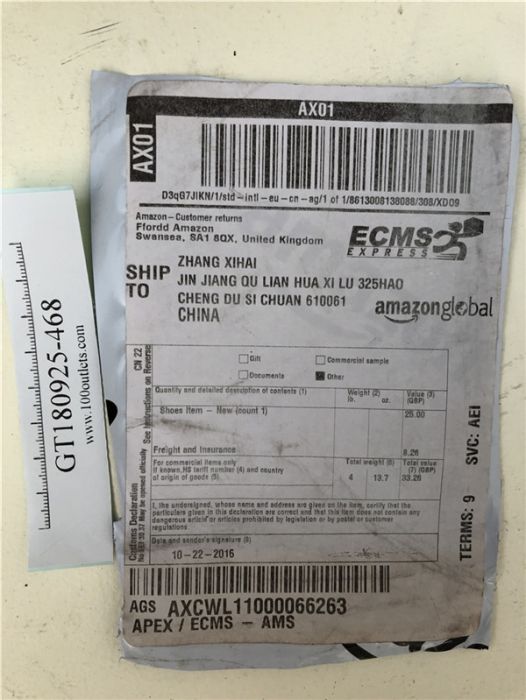 AX01
AX01
D3qG7JIKN/1/std-intl-eu-cn-ag/1 of 1/8613008138088/308/XD09
Amazon-Customer returns
Ffordd Amazon
Swansea, SA1 8QX, United Kingdom
ECMS
EXPRESS
SHIP TO
ZHANG XIHAI
JIN JIANG QU LIAN HUA XI LU 325HAO
CHENG DU SI CHUAN 610061
CHINA
amazonglobal
CN 22
See Instructions on Reverse
Customs Declaration
May be opened officially
Gift
Commercial sample
Documents
Other
Quantity and detailed description of contents (1)
Weight (2)
lb. oz.
Value (3)
(GBP)
Shoes Item - New (count 1)
25.00
Freight and Insurance
8.26
For commercial items only
If known, HS tariff number (4) and country
of origin of goods (5)
Total weight (6)
4 13.7
Total value
(7) (GBP)
33.26
I, the undersigned, whose name and address are given on the item, certify that the
particulars given in this declaration are correct and that this item does not contain any
dangerous article or articles prohibited by legislation or by postal or customer
regulations
Date and sender's signature (8)
10-22-2016
TERMS: 9 SVC: AEI
AGS AXCWL11000066263
APEX / ECMS - AMS
GT180925-468
www.100outlets.com